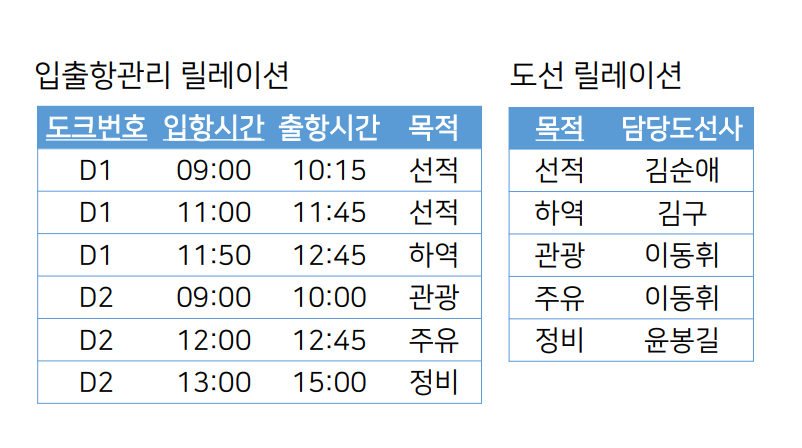 입출항관리 릴레이션
도크번호 입항시간 출항시간 목적
D1 09:00 10:15 선적
D1 11:00 11:45 선적
D1 11:50 12:45 하역
D2 09:00 10:00 관광
D2 12:00 12:45 주유
D2 13:00 15:00 정비
도선 릴레이션
목적 담당도선사
선적 김순애
하역 김구
관광 이동휘
주유 이동휘
정비 윤봉길